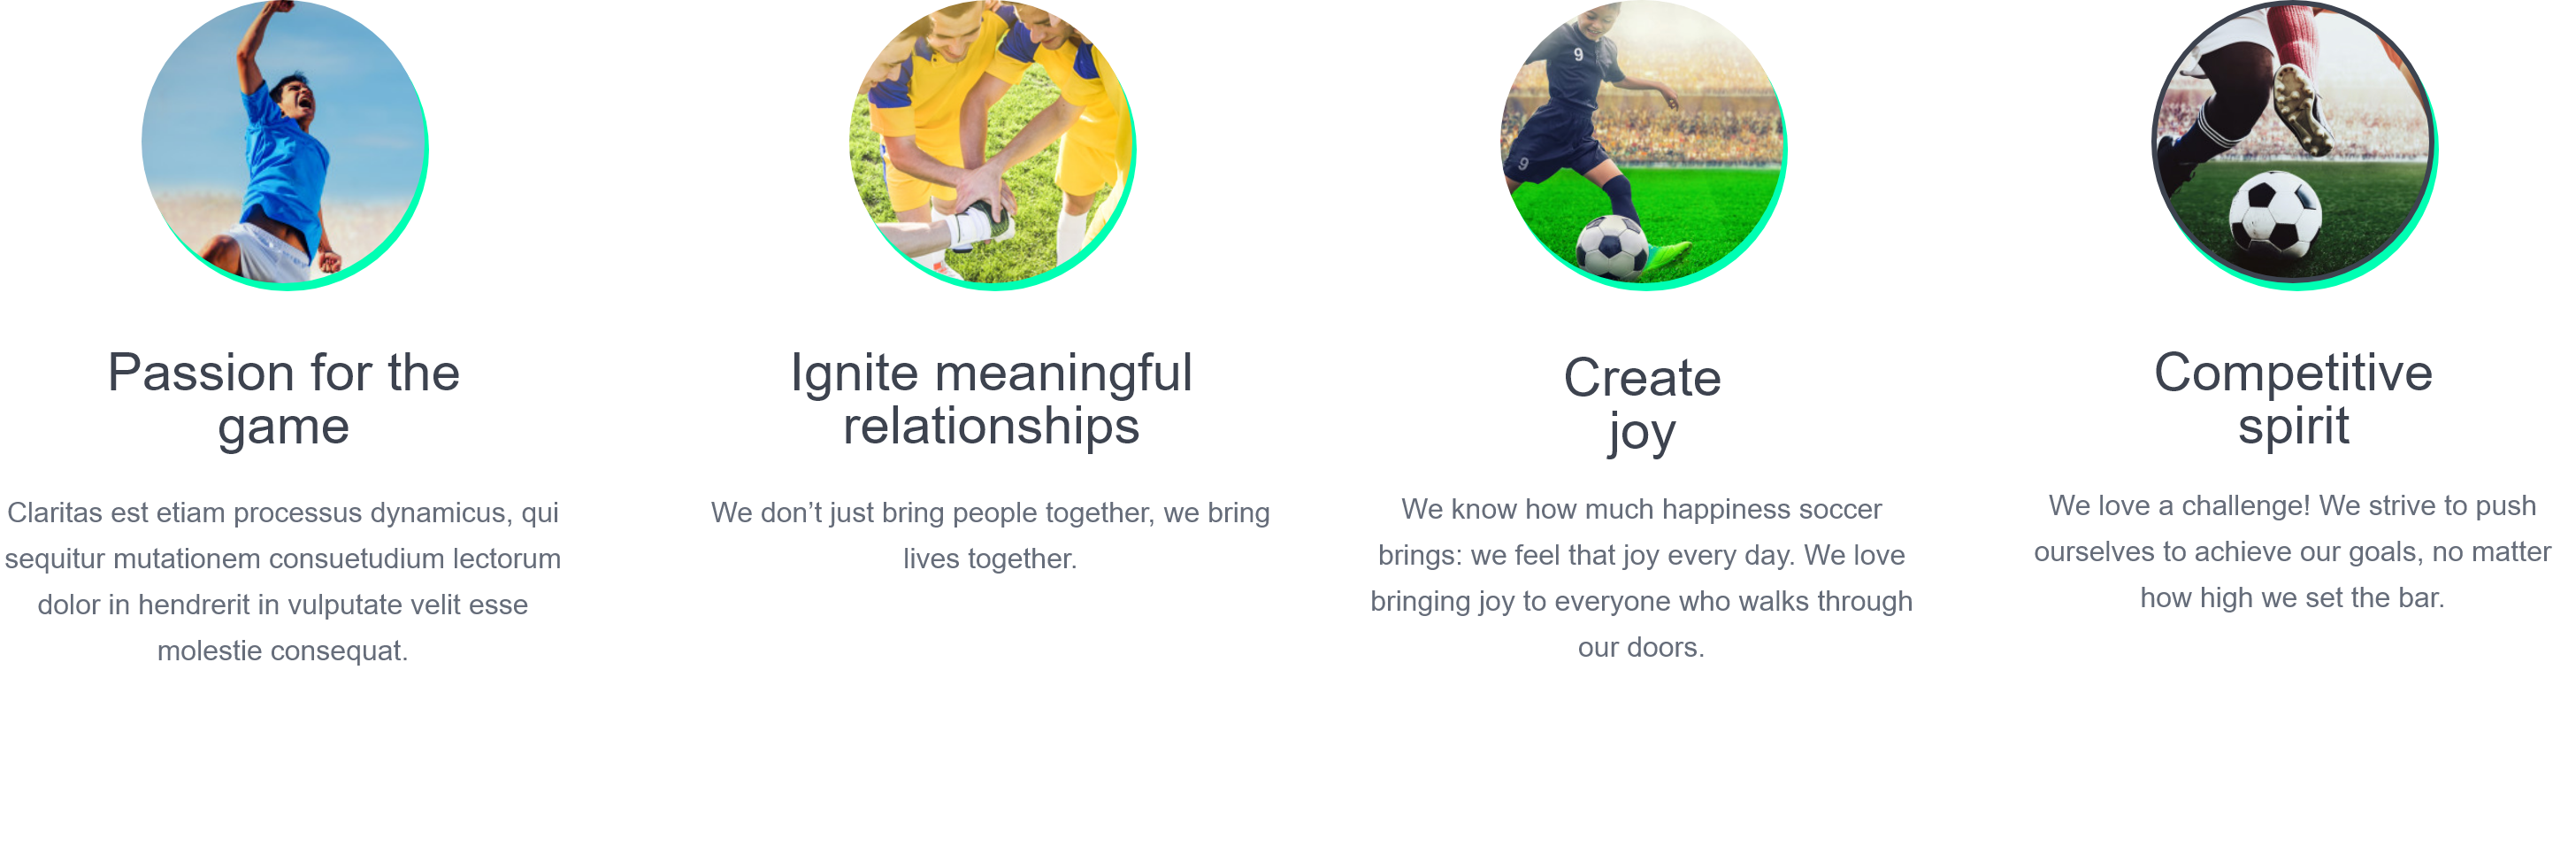 9
9
Passion for the
game
Claritas est etiam processus dynamicus, qui
sequitur mutationem consuetudium lectorum
dolor in hendrerit in vulputate velit esse
molestie consequat.
Ignite meaningful
relationships
We don’t just bring people together, we bring
lives together.
Create
joy
We know how much happiness soccer
brings: we feel that joy every day. We love
bringing joy to everyone who walks through
our doors.
Competitive
spirit
We love a challenge! We strive to push
ourselves to achieve our goals, no matter
how high we set the bar.